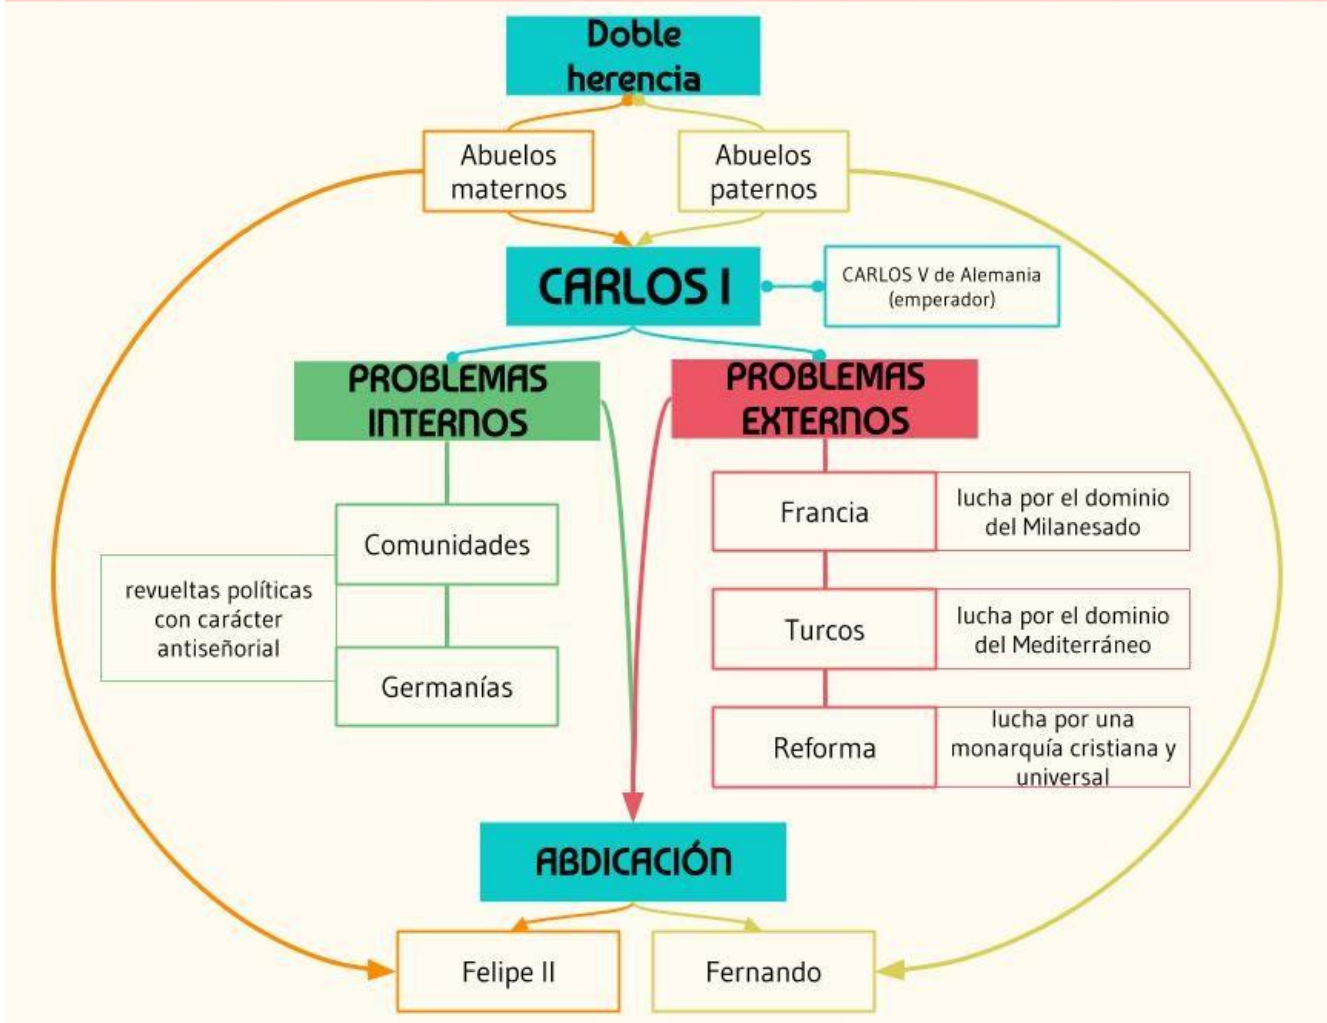 Doble
herencia
Abuelos
maternos
Abuelos
paternos
CARLOS I
CARLOS V de Alemania
(emperador)
PROBLEMAS
INTERNOS
PROBLEMAS
EXTERNOS
Comunidades
revueltas políticas
con carácter
antiseñorial
Germanías
Francia
lucha por el dominio
del Milanesado
Turcos
lucha por el dominio
del Mediterráneo
Reforma
lucha por una
monarquía cristiana y
universal
ABDICACIÓN
Felipe II
Fernando